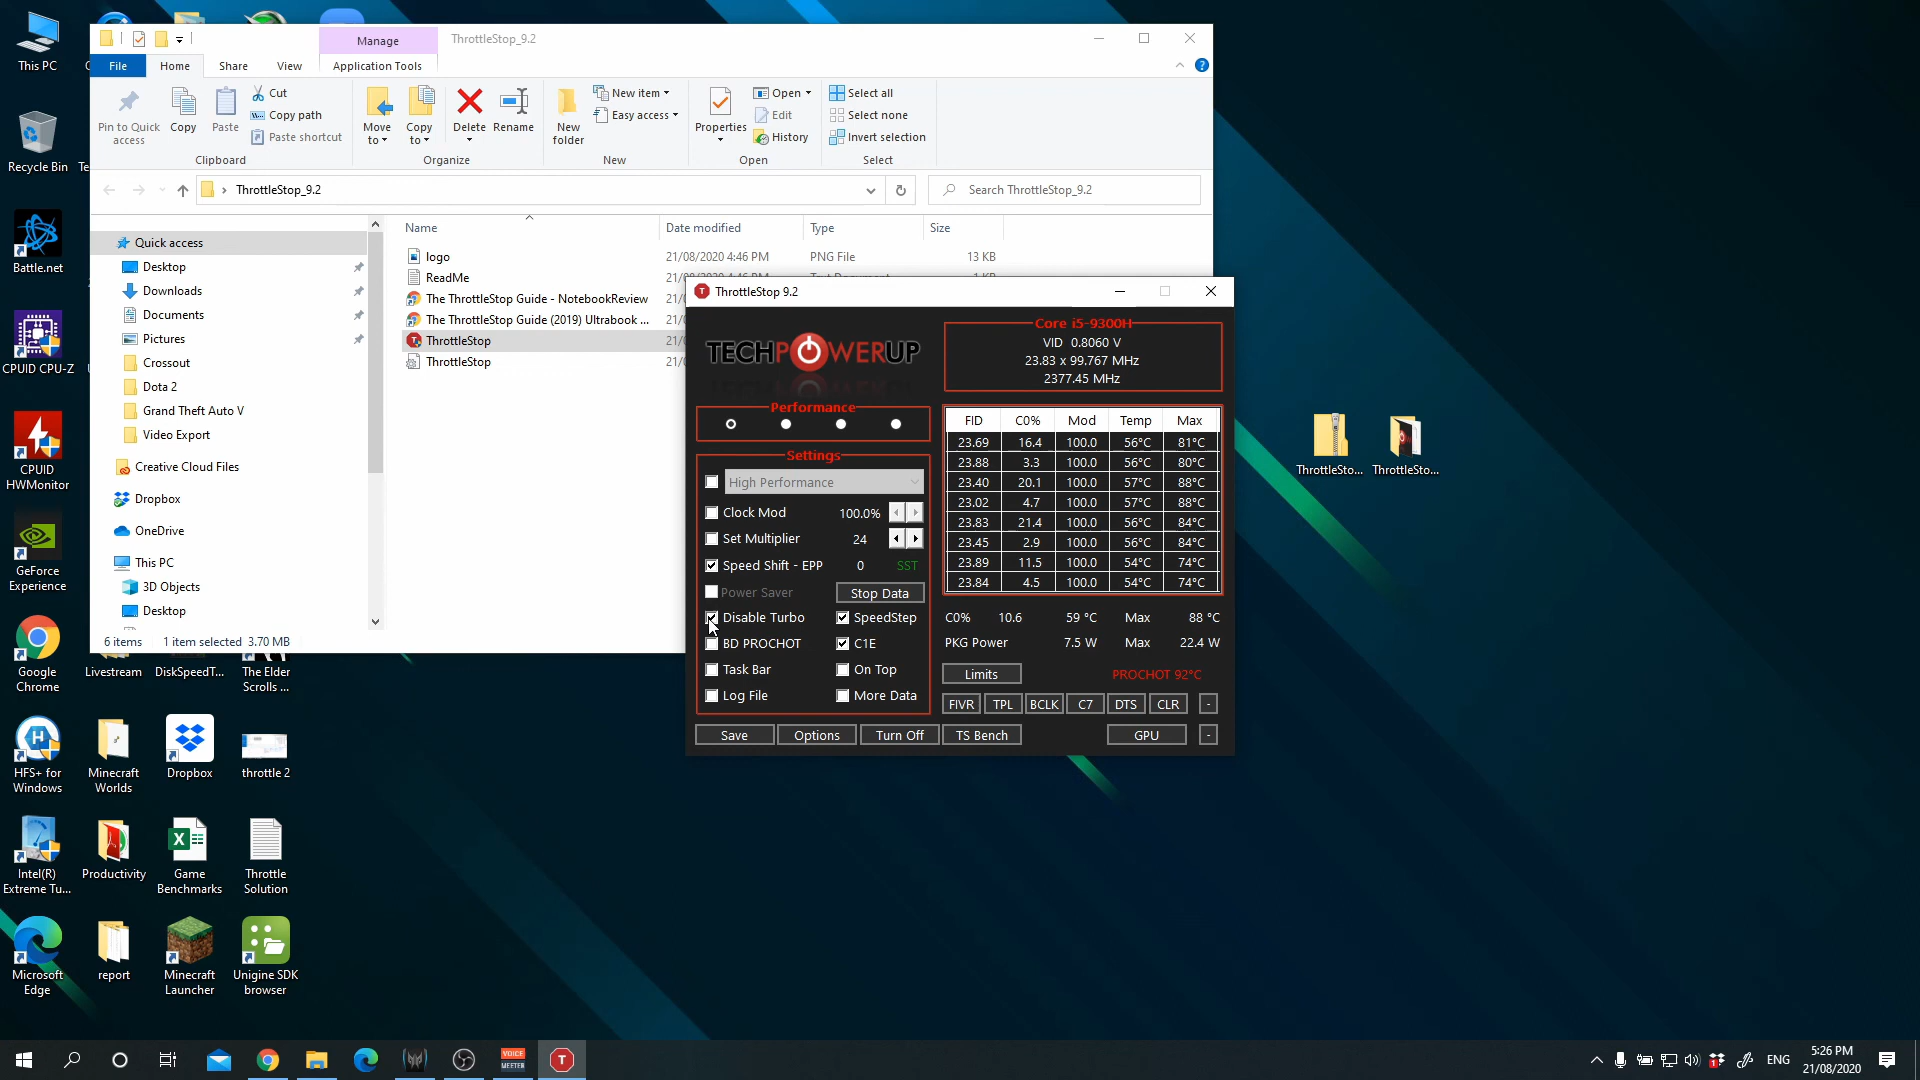 This PC
Recycle Bin
Battle.net
CPUID CPU-Z
CPUID
HWMonitor
GeForce
Experience
Google
Chrome
HFS+ for
Windows
Intel(R)
Extreme Tu...
Microsoft
Edge
Livestream
Minecraft
Worlds
Productivity
report
DiskSpeedT...
Dropbox
Game
Benchmarks
Minecraft
Launcher
The Elder
Scrolls ...
throttle 2
Throttle
Solution
Unigine SDK
browser
ThrottleSto...
ThrottleSto...
Manage
ThrottleStop_9.2
File
Home
Share
View
Application Tools
Pin to Quick
access
Copy
Paste
Cut
Copy path
Paste shortcut
Clipboard
Move
to
Copy
to
Delete
Rename
Organize
New
folder
New item
Easy access
New
Properties
Open
Edit
History
Open
Select all
Select none
Invert selection
Select
ThrottleStop_9.2
Search ThrottleStop_9.2
Quick access
Desktop
Downloads
Documents
Pictures
Crossout
Dota 2
Grand Theft Auto V
Video Export
Creative Cloud Files
Dropbox
OneDrive
This PC
3D Objects
Desktop
Name Date modified Type Size
logo 21/08/2020 4:46 PM PNG File 13 KB
ReadMe
The ThrottleStop Guide - NotebookReview
The ThrottleStop Guide (2019) Ultrabook ...
ThrottleStop
ThrottleStop
6 items 1 item selected 3.70 MB
ThrottleStop 9.2
TECHPOWERUP
Performance
Settings
High Performance
Clock Mod 100.0%
Set Multiplier 24
Speed Shift - EPP 0 SST
Power Saver Stop Data
Disable Turbo SpeedStep
BD PROCHOT C1E
Task Bar On Top
Log File More Data
Save Options Turn Off TS Bench
Core i5-9300H
VID 0.8060 V
23.83 x 99.767 MHz
2377.45 MHz
FID C0% Mod Temp Max
23.69 16.4 100.0 56°C 81°C
23.88 3.3 100.0 56°C 80°C
23.40 20.1 100.0 57°C 88°C
23.02 4.7 100.0 57°C 88°C
23.83 21.4 100.0 56°C 84°C
23.45 2.9 100.0 56°C 84°C
23.89 11.5 100.0 54°C 74°C
23.84 4.5 100.0 54°C 74°C
C0% 10.6 59 °C Max 88 °C
PKG Power 7.5 W Max 22.4 W
Limits PROCHOT 92°C
FIVR TPL BCLK C7 DTS CLR -
GPU -
VOICE
MEETER
ENG
5:26 PM
21/08/2020